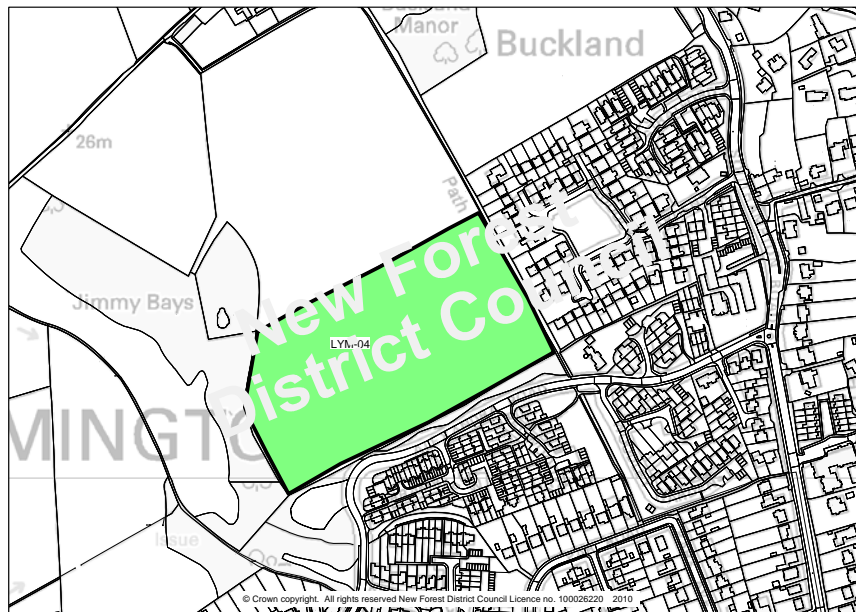 Manor
Buckland
26m
Path
Jimmy Bays
New Forest
District Council
LYM-04
MINGTO
Issue
© Crown copyright. All rights reserved New Forest District Council Licence no. 100026220 2010